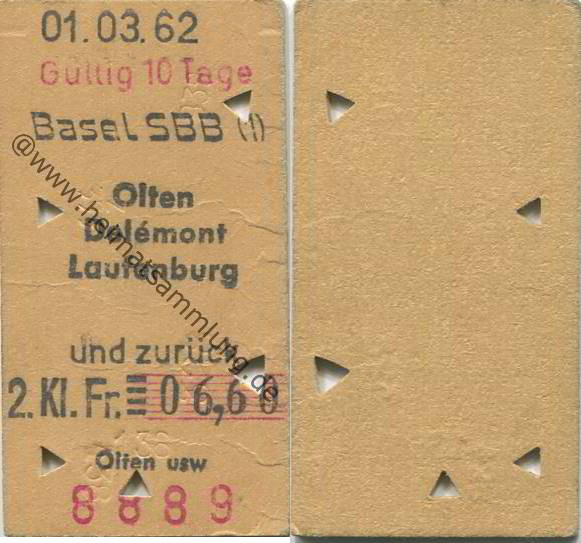 01.03.62
Gültig 10 Tage
Basel SBB (1)
Olten
Delémont
Laufenburg
und zurück
2. Kl. Fr. 06,60
Olten usw
8889
@www.heimatsammlung.de